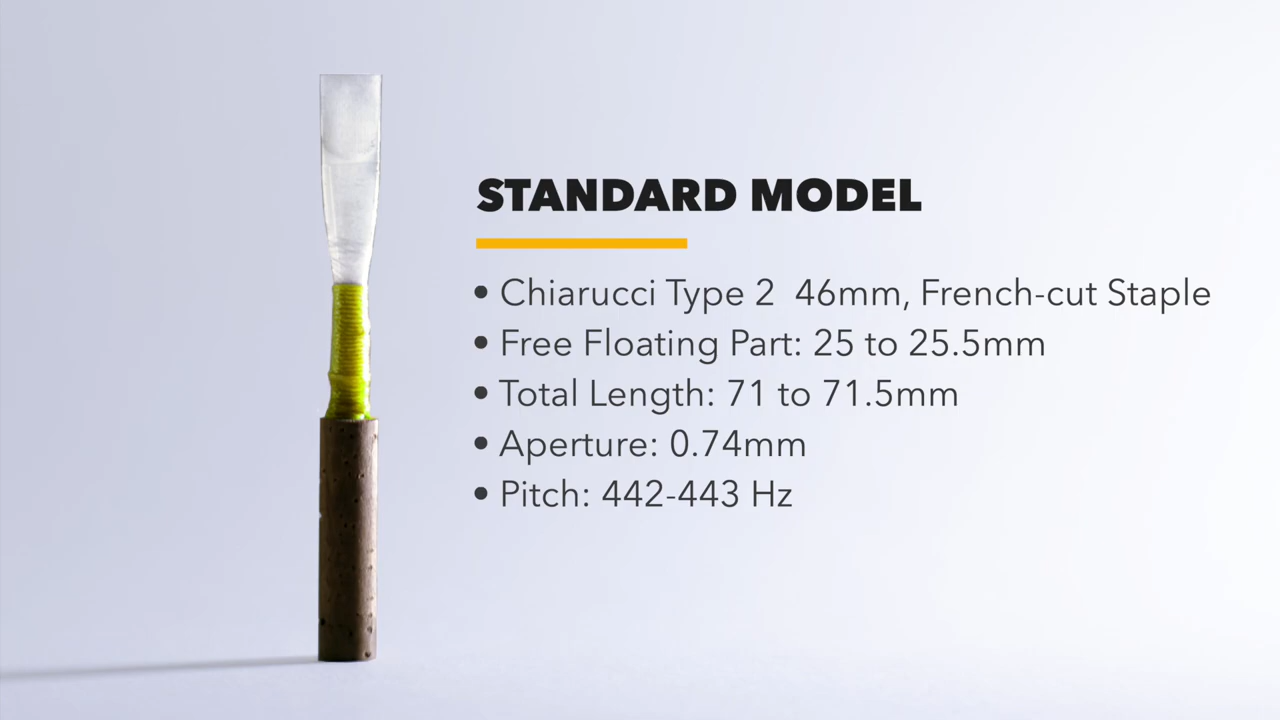 STANDARD MODEL
• Chiarucci Type 2  46mm, French-cut Staple
• Free Floating Part: 25 to 25.5mm
• Total Length: 71 to 71.5mm
• Aperture: 0.74mm
• Pitch: 442-443 Hz